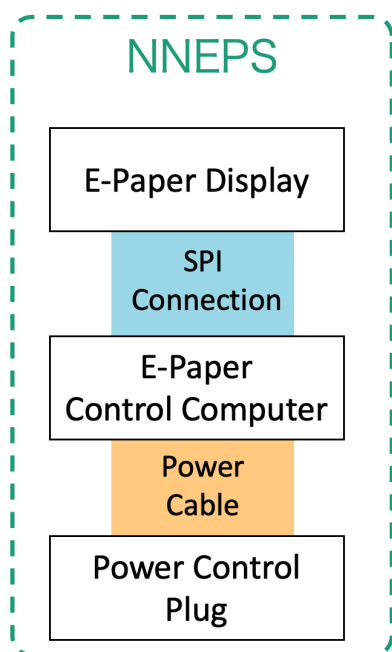 NNEPS
E-Paper Display
SPI
Connection
E-Paper
Control Computer
Power
Cable
Power Control
Plug